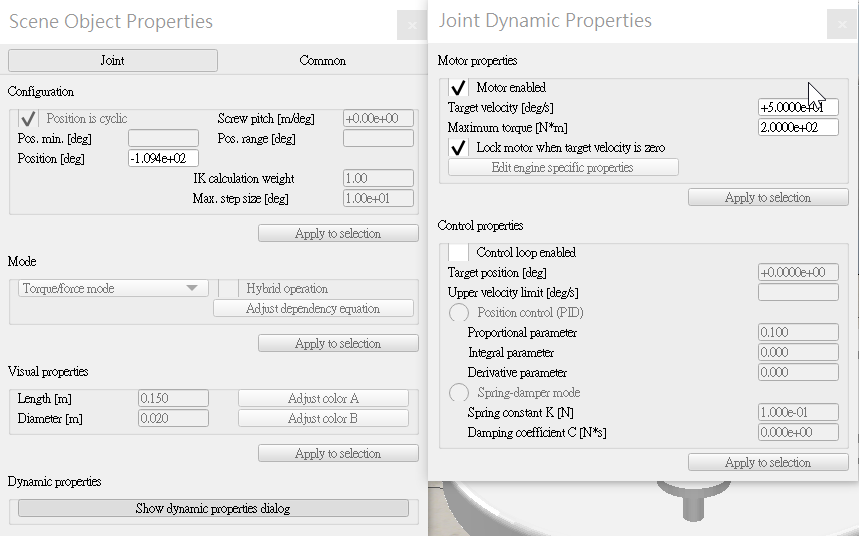 Scene Object Properties
Joint
Common
Configuration
Position is cyclic
Screw pitch [m/deg]
+0.00e+00
Pos. min. [deg]
Pos. range [deg]
Position [deg]
-1.094e+02
IK calculation weight
1.00
Max. step size [deg]
1.00e+01
Apply to selection
Mode
Torque/force mode
Hybrid operation
Adjust dependency equation
Apply to selection
Visual properties
Length [m]
0.150
Adjust color A
Diameter [m]
0.020
Adjust color B
Apply to selection
Dynamic properties
Show dynamic properties dialog
Joint Dynamic Properties
Motor properties
Motor enabled
Target velocity [deg/s]
+5.0000e+01
Maximum torque [N*m]
2.0000e+02
Lock motor when target velocity is zero
Edit engine specific properties
Apply to selection
Control properties
Control loop enabled
Target position [deg]
+0.0000e+00
Upper velocity limit [deg/s]
Position control (PID)
Proportional parameter
0.100
Integral parameter
0.000
Derivative parameter
0.000
Spring-damper mode
Spring constant K [N]
1.000e-01
Damping coefficient C [N*s]
0.000e+00
Apply to selection